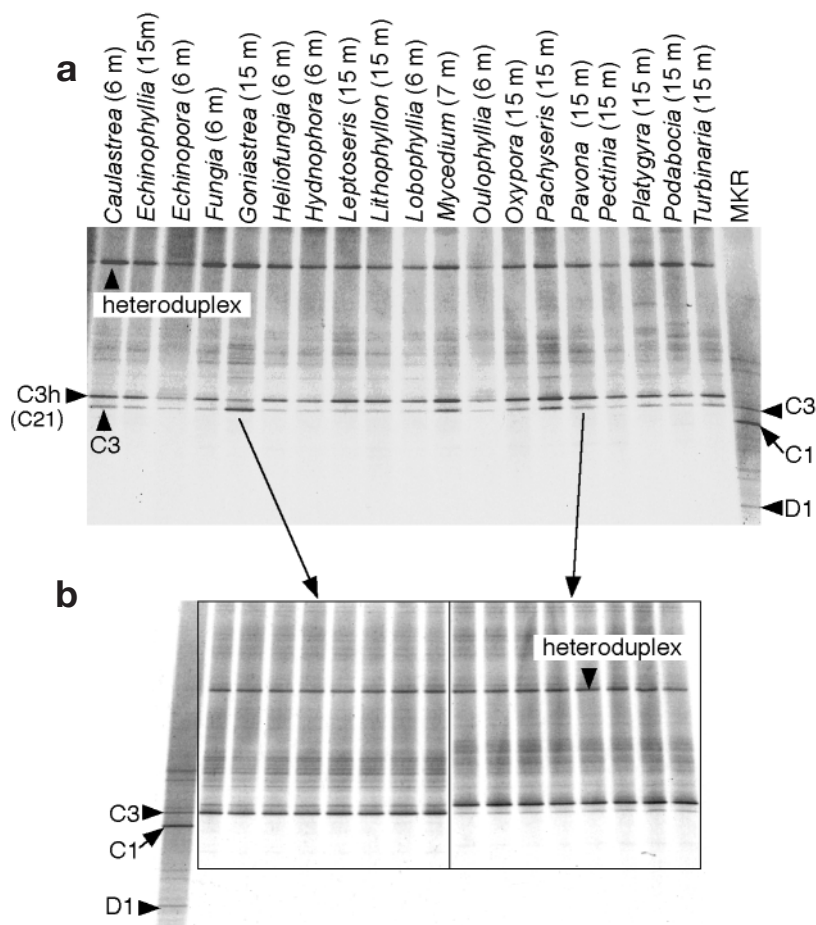 a
Caulastrea (6 m)
Echinophyllia (15m)
Echinopora (6 m)
Fungia (6 m)
Goniastrea (15 m)
Heliofungia (6 m)
Hydnophora (6 m)
Leptoseris (15 m)
Lithophyllon (15 m)
Lobophyllia (6 m)
Mycedium (7 m)
Oulophyllia (6 m)
Oxypora (15 m)
Pachyseris (15 m)
Pavona (15 m)
Pectinia (15 m)
Platygyra (15 m)
Podabocia (15 m)
Turbinaria (15 m)
MKR
heteroduplex
C3h
(C21)
C3
C3
C1
D1
b
heteroduplex
C3
C1
D1